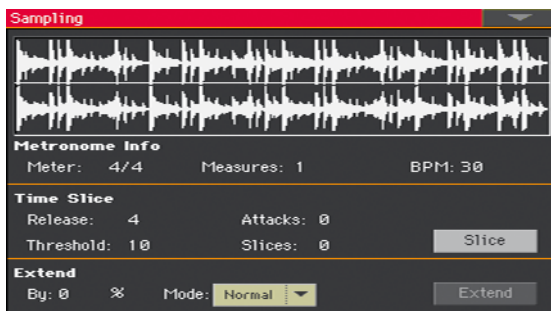 Sampling
Metronome Info
Meter: 4/4 Measures: 1 BPM: 30
Time Slice
Release: 4 Attacks: 0
Threshold: 10 Slices: 0 Slice
Extend
By: 0 % Mode: Normal Extend